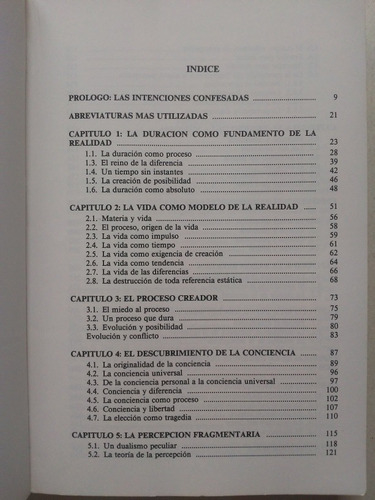 INDICE
PROLOGO: LAS INTENCIONES CONFESADAS 9
ABREVIATURAS MAS UTILIZADAS 21
CAPITULO 1: LA DURACION COMO FUNDAMENTO DE LA
REALIDAD 23
1.1. La duración como proceso 28
1.3. El reino de la diferencia 39
1.4. Un tiempo sin instantes 42
1.5. La creación de posibilidad 46
1.6. La duración como absoluto 48
CAPITULO 2: LA VIDA COMO MODELO DE LA REALIDAD 51
2.1. Materia y vida 56
2.2. El proceso, origen de la vida 58
2.3. La vida como impulso 59
2.4. La vida como tiempo 61
2.5. La vida como exigencia de creación 62
2.6. La vida como tendencia 64
2.7. La vida de las diferencias 66
2.8. La destrucción de toda referencia estática 68
CAPITULO 3: EL PROCESO CREADOR 73
3.1. El miedo al proceso 75
3.2. Un proceso que dura 79
3.3. Evolución y posibilidad 80
Evolución y conflicto 83
CAPITULO 4: EL DESCUBRIMIENTO DE LA CONCIENCIA 87
4.1. La originalidad de la conciencia 89
4.2. La conciencia universal 96
4.3. De la conciencia personal a la conciencia universal 97
4.4. Conciencia y diferencia 100
4.5. La conciencia como proceso 102
4.6. Conciencia y libertad 107
4.7. La elección como tragedia 110
CAPITULO 5: LA PERCEPCION FRAGMENTARIA 115
5.1. Un dualismo peculiar 118
5.2. La teoría de la percepción 121